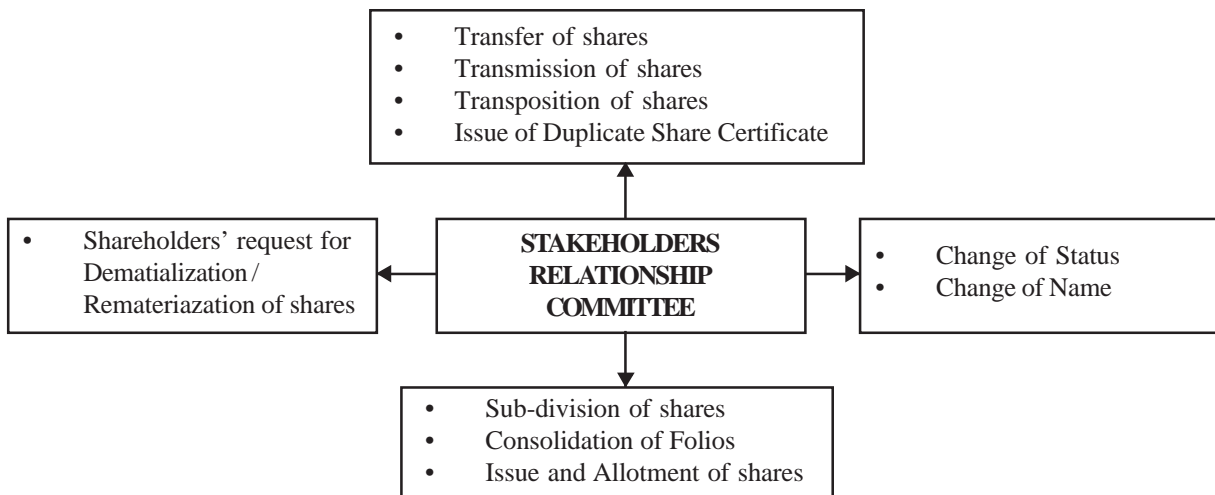 • Transfer of shares
• Transmission of shares
• Transposition of shares
• Issue of Duplicate Share Certificate
• Shareholders’ request for
Dematialization /
Remateriazation of shares
STAKEHOLDERS
RELATIONSHIP
COMMITTEE
• Change of Status
• Change of Name
• Sub-division of shares
• Consolidation of Folios
• Issue and Allotment of shares